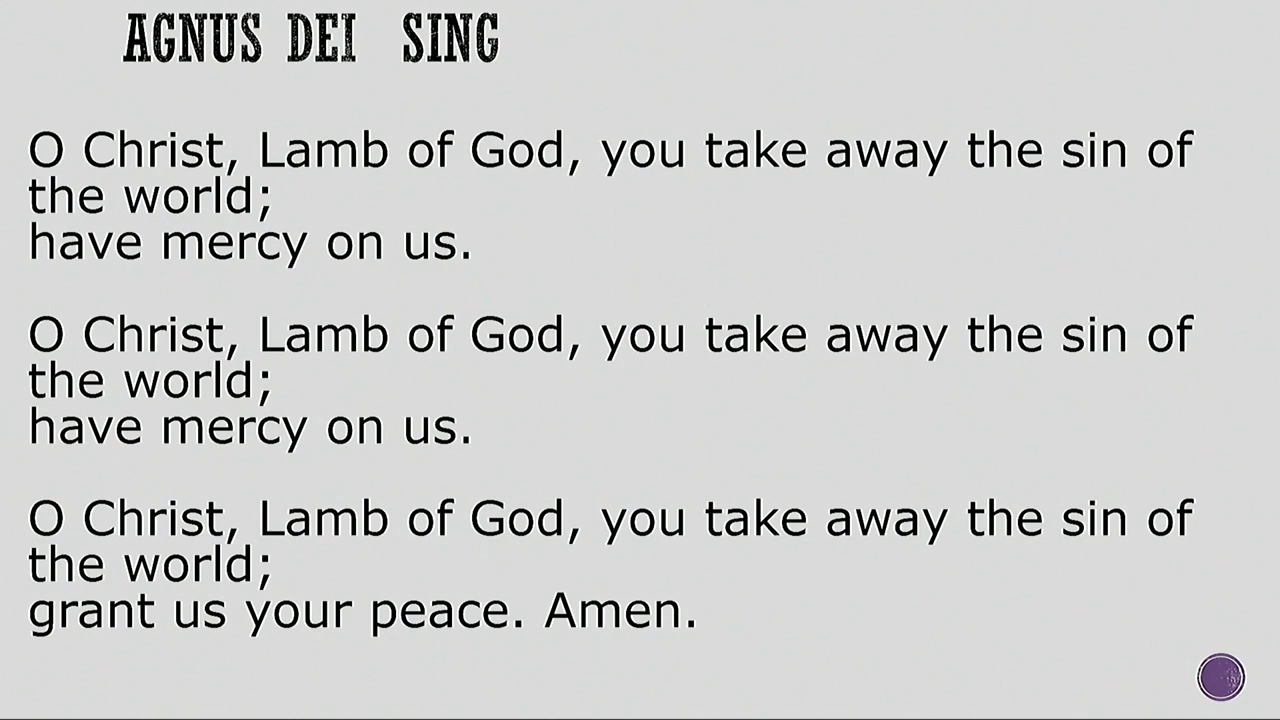 AGNUS DEI SING
O Christ, Lamb of God, you take away the sin of
the world;
have mercy on us.
O Christ, Lamb of God, you take away the sin of
the world;
have mercy on us.
O Christ, Lamb of God, you take away the sin of
the world;
grant us your peace. Amen.